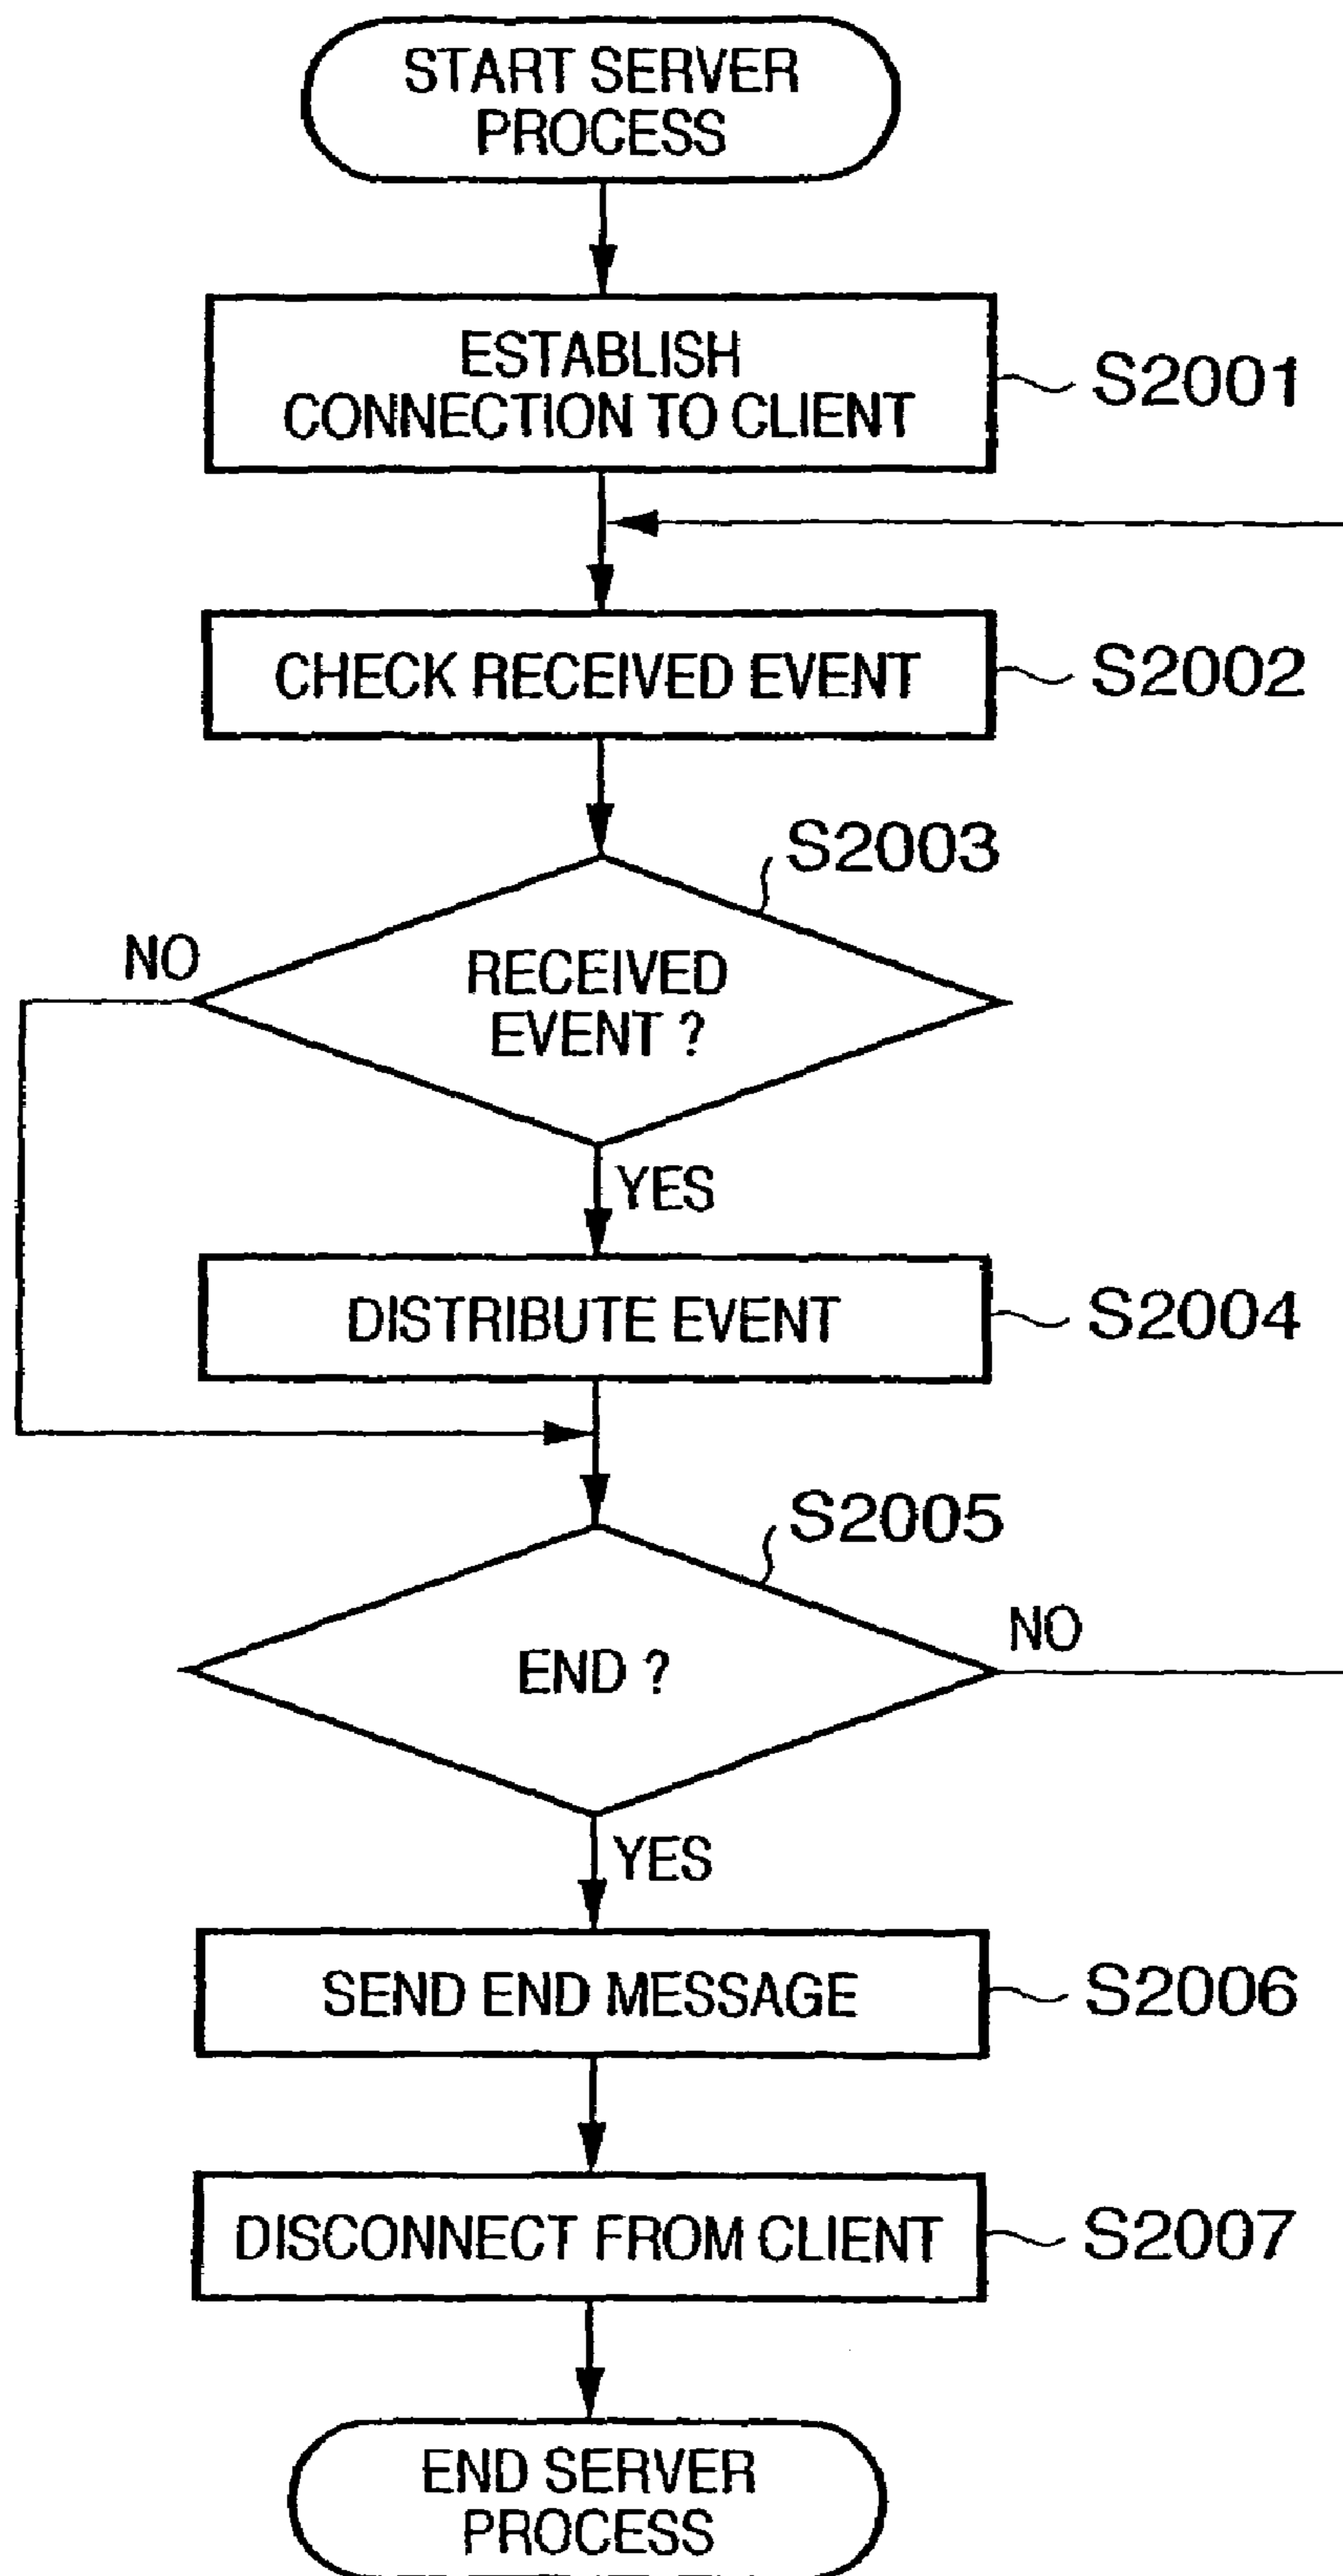 START SERVER
PROCESS
ESTABLISH
CONNECTION TO CLIENT
S2001
CHECK RECEIVED EVENT
S2002
S2003
NO
RECEIVED
EVENT ?
YES
DISTRIBUTE EVENT
S2004
S2005
NO
END ?
YES
SEND END MESSAGE
S2006
DISCONNECT FROM CLIENT
S2007
END SERVER
PROCESS